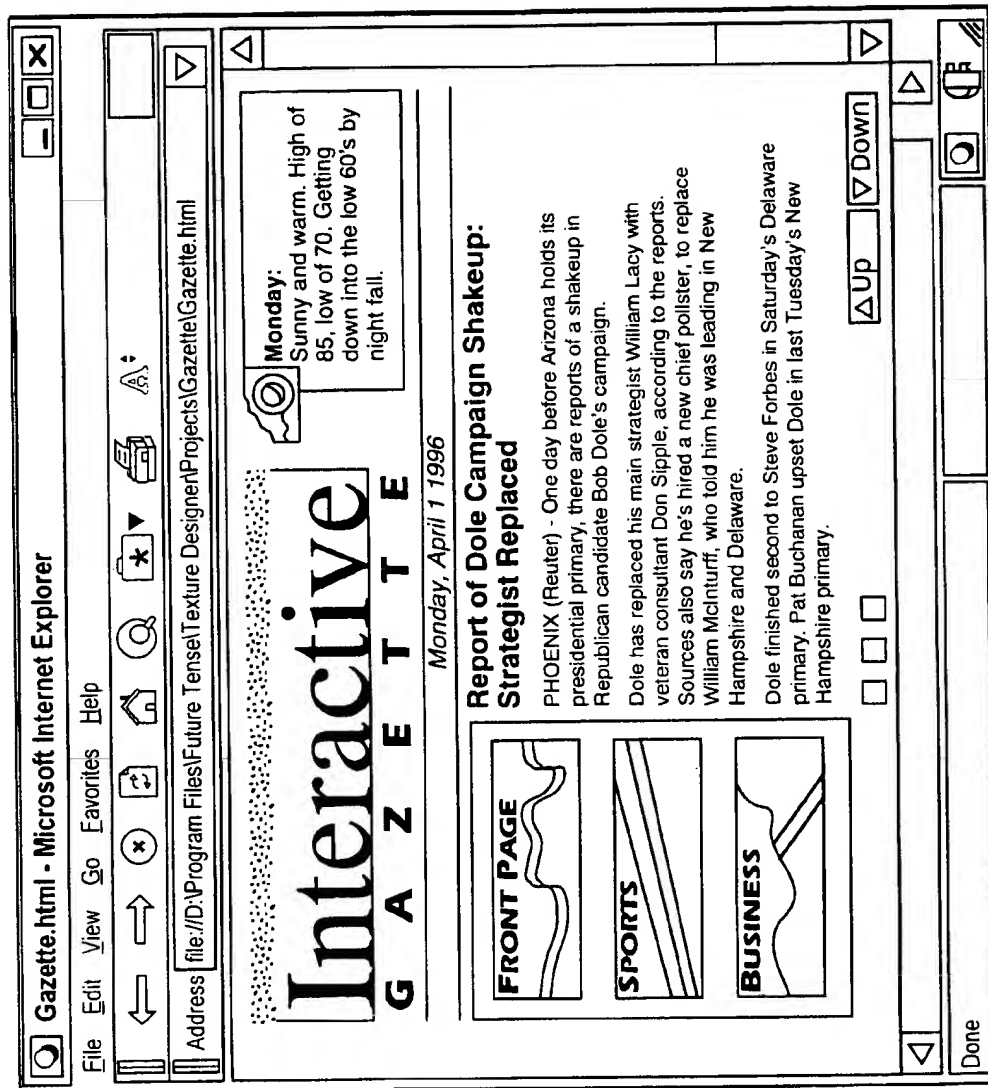 Gazette.html - Microsoft Internet Explorer
File Edit View Go Favorites Help
Address file://D:\Program Files\Future Tense\Texture Designer\Projects\Gazette\Gazette.html
Interactive
GAZETTE
Monday:
Sunny and warm. High of
85, low of 70. Getting
down into the low 60's by
night fall.
Monday, April 1 1996
FRONT PAGE
SPORTS
BUSINESS
Report of Dole Campaign Shakeup:
Strategist Replaced
PHOENIX (Reuter) - One day before Arizona holds its
presidential primary, there are reports of a shakeup in
Republican candidate Bob Dole's campaign.
Dole has replaced his main strategist William Lacy with
veteran consultant Don Sipple, according to the reports.
Sources also say he's hired a new chief pollster, to replace
William McInturff, who told him he was leading in New
Hampshire and Delaware.
Dole finished second to Steve Forbes in Saturday's Delaware
primary. Pat Buchanan upset Dole in last Tuesday's New
Hampshire primary.
Up Down
Done